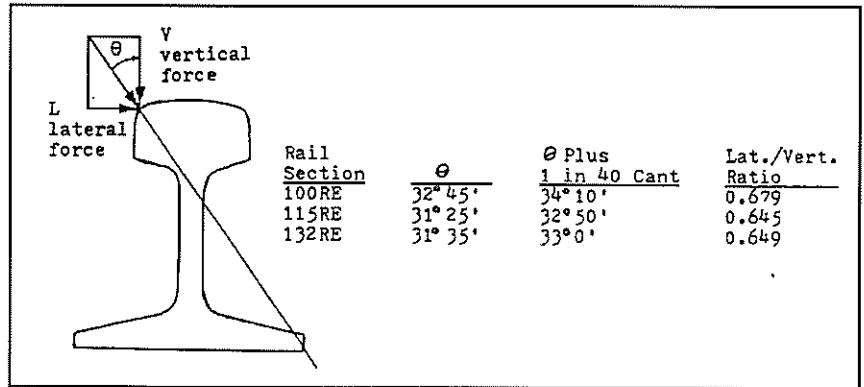 V
vertical
force
θ
L
lateral
force
Rail θ Plus Lat./Vert.
Section θ 1 in 40 Cant Ratio
100RE 32°45' 34°10' 0.679
115RE 31°25' 32°50' 0.645
132RE 31°35' 33°0' 0.649